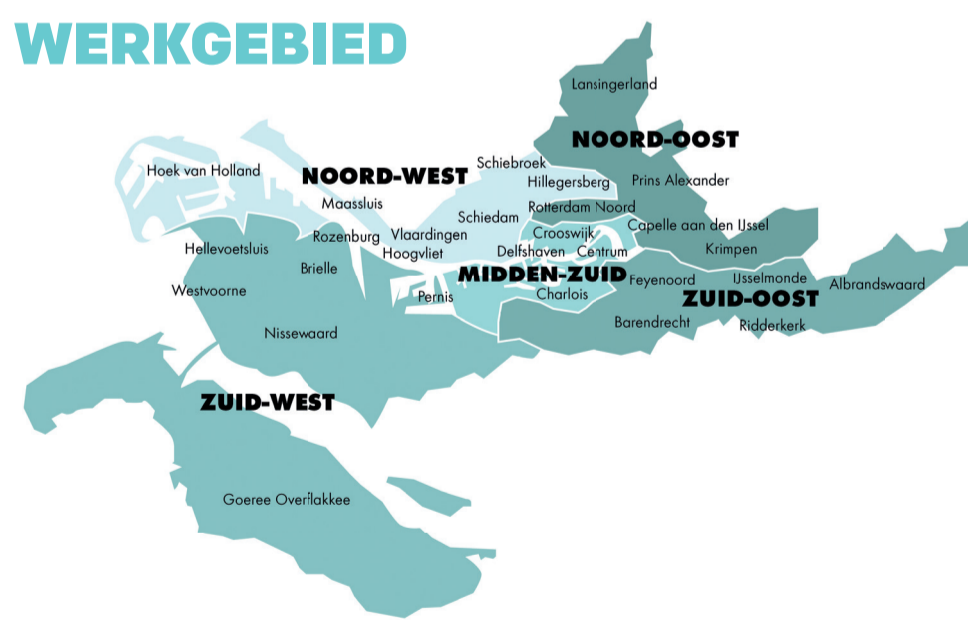 WERKGEBIED
Lansingerland
NOORD-OOST
Schiebroek
Hoek van Holland
NOORD-WEST
Hillegersberg
Prins Alexander
Maassluis
Rotterdam Noord
Schiedam
Capelle aan den IJssel
Rozenburg
Vlaardingen
Crooswijk
Hellevoetsluis
Hoogvliet
Delfshaven
Centrum
Krimpen
Brielle
MIDDEN-ZUID
Feyenoord
IJsselmonde
Albrandswaard
Westvoorne
Pernis
Charlois
ZUID-OOST
Barendrecht
Ridderkerk
Nissewaard
ZUID-WEST
Goeree Overflakkee